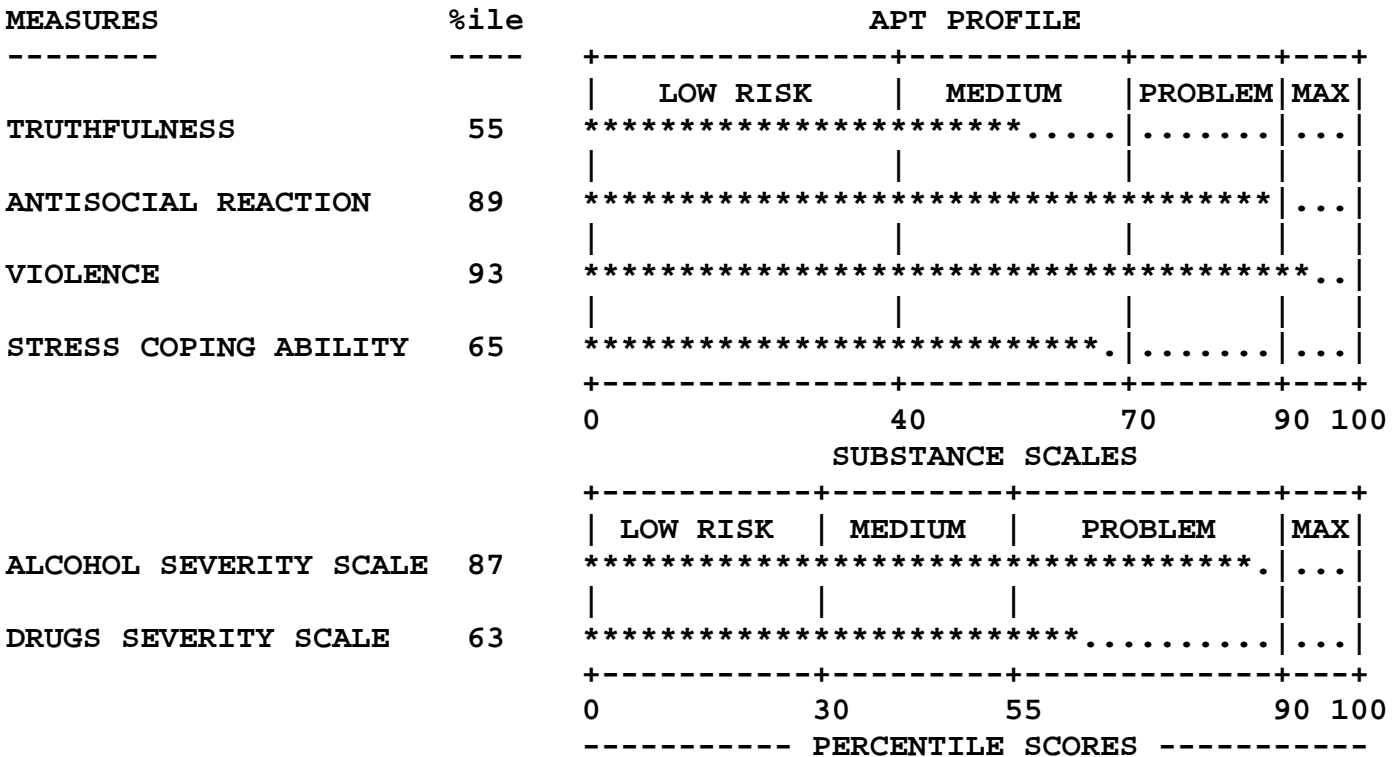 MEASURES %ile APT PROFILE
-------- ---- +---------------+-----------+-------+---+
| LOW RISK | MEDIUM |PROBLEM|MAX|
TRUTHFULNESS 55 ***********************.....|.......|...|
| | | | |
ANTISOCIAL REACTION 89 ************************************|...|
| | | | |
VIOLENCE 93 **************************************..|
| | | | |
STRESS COPING ABILITY 65 ***************************.|.......|...|
+---------------+-----------+-------+---+
0 40 70 90 100
SUBSTANCE SCALES
+-----------+---------+-------------+---+
| LOW RISK | MEDIUM | PROBLEM |MAX|
ALCOHOL SEVERITY SCALE 87 ***********************************.|...|
| | | | |
DRUGS SEVERITY SCALE 63 **************************..........|...|
+-----------+---------+-------------+---+
0 30 55 90 100
----------- PERCENTILE SCORES -----------